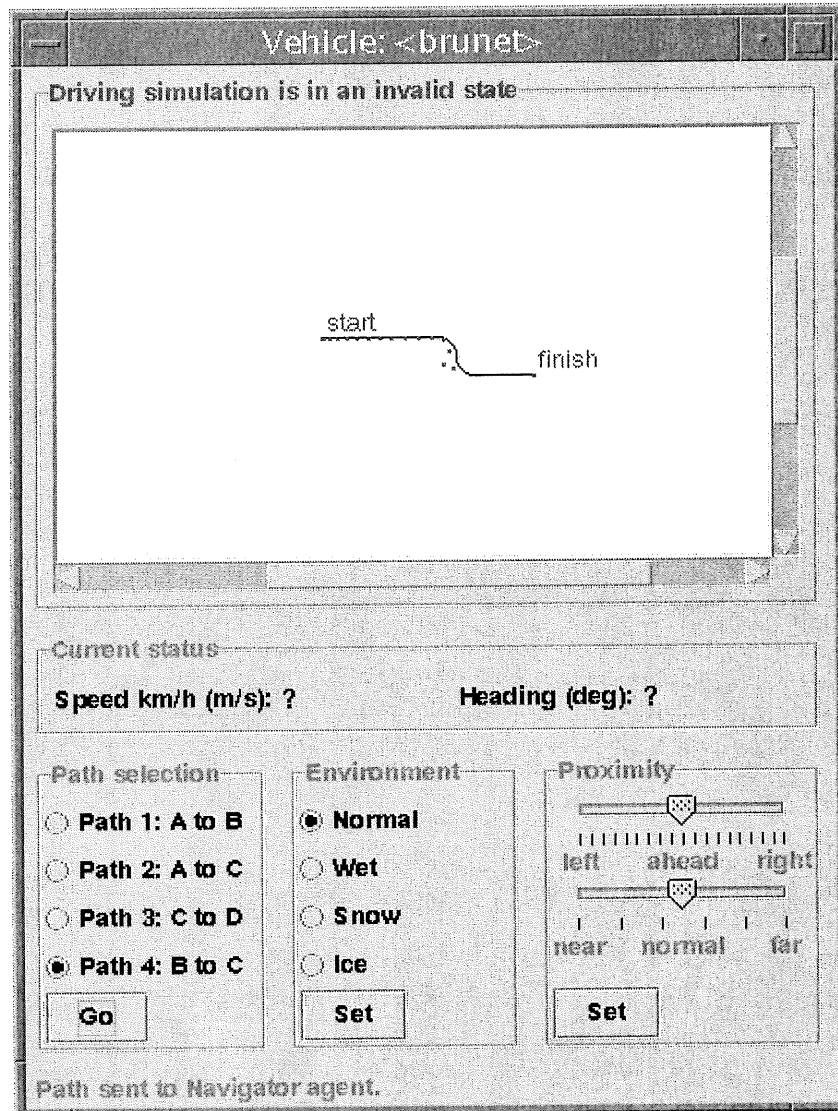 Vehicle: <brunet>
Driving simulation is in an invalid state
start
finish
Current status
Speed km/h (m/s): ?
Heading (deg): ?
Path selection
Path 1: A to B
Path 2: A to C
Path 3: C to D
Path 4: B to C
Go
Environment
Normal
Wet
Snow
Ice
Set
Proximity
left ahead right
near normal far
Set
Path sent to Navigator agent.